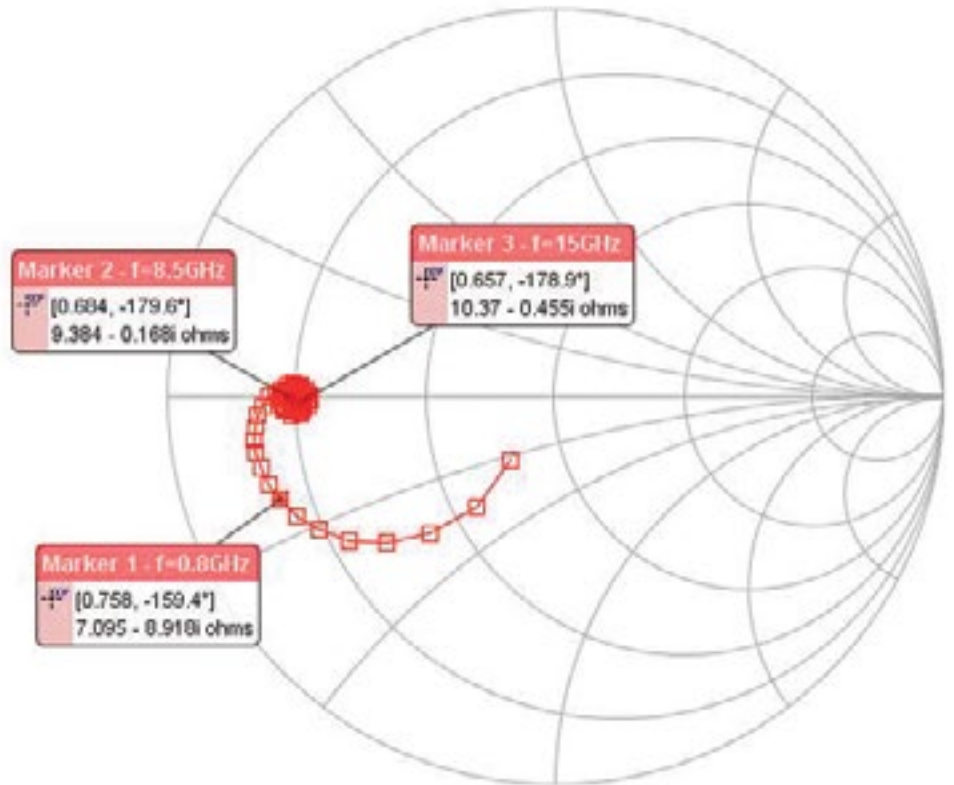 Marker 2 - f=8.5GHz
[0.684, -179.6°]
9.384 - 0.168i ohms
Marker 3 - f=15GHz
[0.657, -178.9°]
10.37 - 0.455i ohms
Marker 1 - f=0.8GHz
[0.758, -159.4°]
7.095 - 8.918i ohms